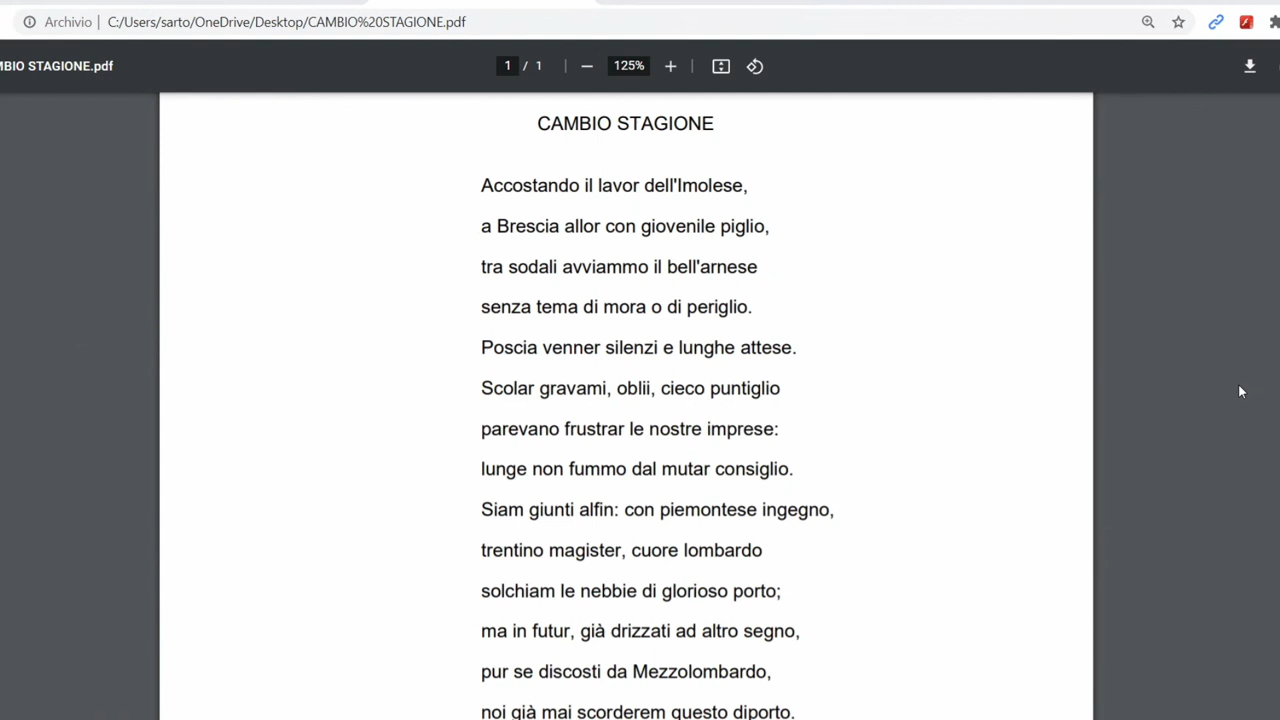 Archivio | C:/Users/sarto/OneDrive/Desktop/CAMBIO%20STAGIONE.pdf
MBIO STAGIONE.pdf
1 / 1
125%
CAMBIO STAGIONE
Accostando il lavor dell'Imolese,
a Brescia allor con giovenile piglio,
tra sodali avviammo il bell'arnese
senza tema di mora o di periglio.
Poscia venner silenzi e lunghe attese.
Scolar gravami, oblii, cieco puntiglio
parevano frustrar le nostre imprese:
lunge non fummo dal mutar consiglio.
Siam giunti alfin: con piemontese ingegno,
trentino magister, cuore lombardo
solchiam le nebbie di glorioso porto;
ma in futur, già drizzati ad altro segno,
pur se discosti da Mezzolombardo,
noi già mai scorderem questo diporto.